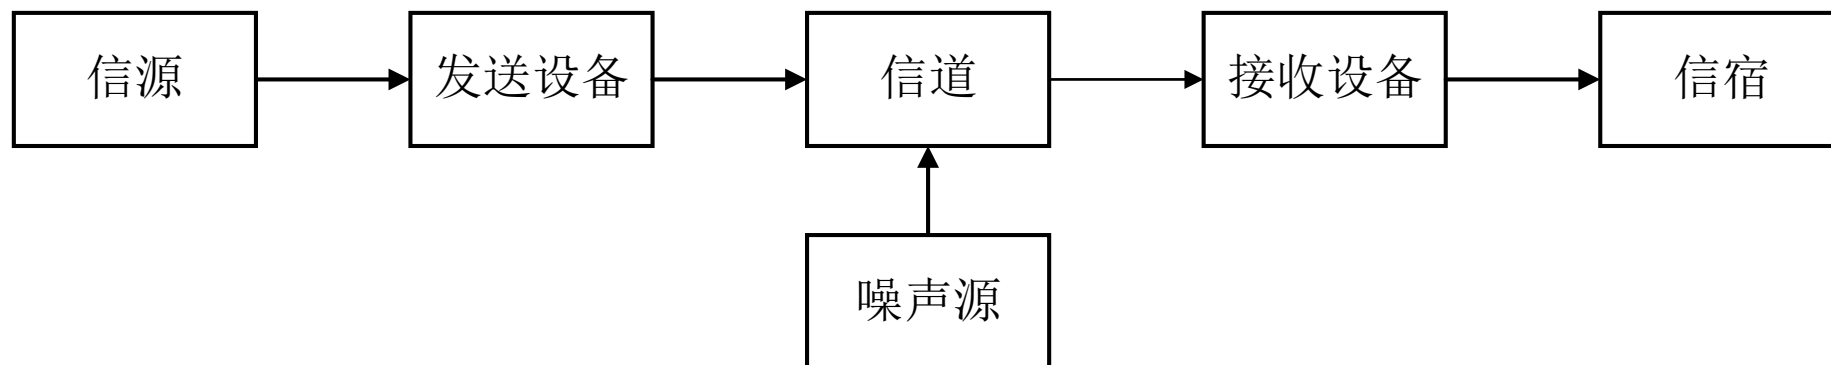 信源
发送设备
信道
接收设备
信宿
噪声源